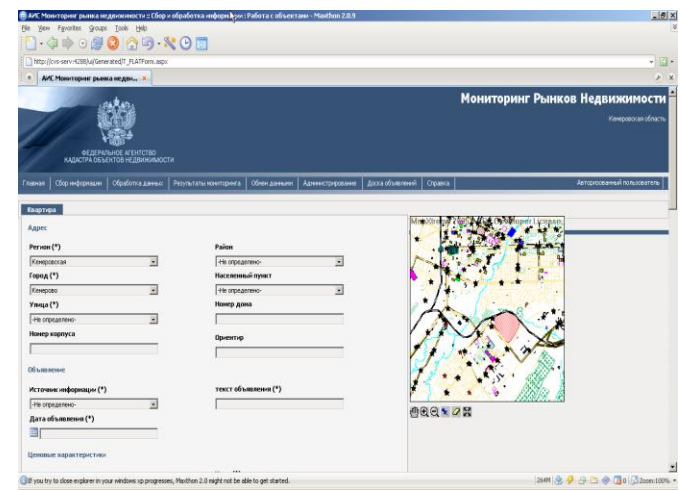 АИС Мониторинг рынка недвижимости :: Сбор и обработка информации : Работа с объектами - Maxthon 2.0.9
File View Favorites Groups Tools Help
АИС Мониторинг рынка недви...
Мониторинг Рынков Недвижимости
Кемеровская область
ФЕДЕРАЛЬНОЕ АГЕНТСТВО
КАДАСТРА ОБЪЕКТОВ НЕДВИЖИМОСТИ
Главная Сбор информации Обработка данных Результаты мониторинга Обмен данными Администрирование Доска объявлений Справка Авторизованный пользователь
Квартира
Адрес
Регион (*) Район
Кемеровская -Не определено-
Город (*) Населенный пункт
Кемерово -Не определено-
Улица (*) Номер дома
-Не определено-
Номер корпуса Ориентир
Объявление
Источник информации (*) текст объявления (*)
-Не определено-
Дата объявления (*)
Ценовые характеристики
If you try to close explorer in your windows xp progresses, Maxthon 2.0 might not be able to get started.
Zoom:100%